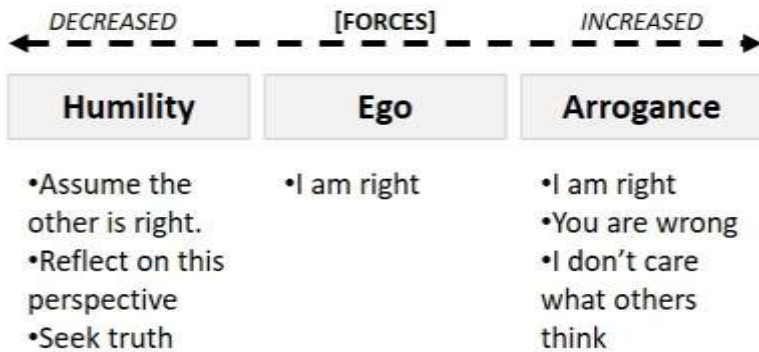 DECREASED [FORCES] INCREASED
Humility Ego Arrogance
•Assume the
other is right.
•Reflect on this
perspective
•Seek truth
•I am right
•I am right
•You are wrong
•I don't care
what others
think